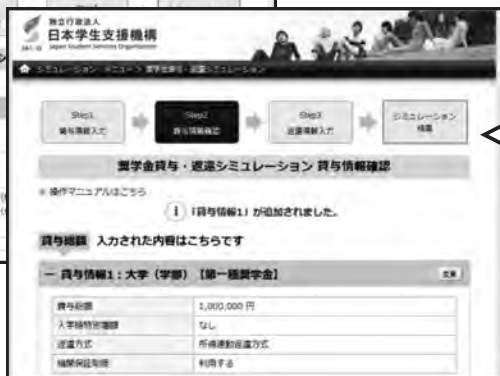 独立行政法人
日本学生支援機構
JASSO Japan Student Services Organization
シミュレーション メニュー > 奨学金貸与・返還シミュレーション
Step1
貸与情報入力
Step2
貸与情報確認
Step3
返還情報入力
シミュレーション
結果
奨学金貸与・返還シミュレーション 貸与情報確認
※ 操作マニュアルはこちら
i 「貸与情報1」が追加されました。
貸与総額 入力された内容はこちらです
− 貸与情報1：大学（学部）【第一種奨学金】
変更
貸与総額 1,000,000 円
入学時特別増額 なし
返還方式 所得連動返還方式
機関保証制度 利用する